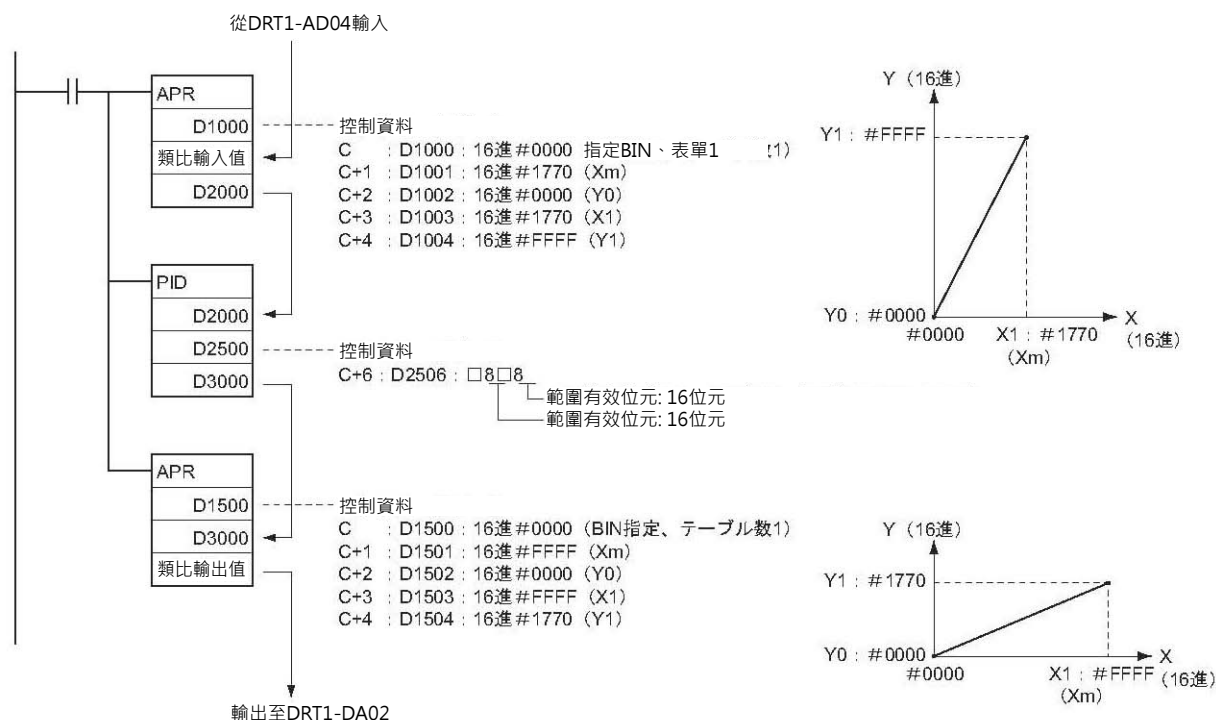 從DRT1-AD04輸入
APR
D1000
類比輸入值
D2000
控制資料
C : D1000 : 16進#0000 指定BIN、表單1 1)
C+1 : D1001 : 16進#1770 (Xm)
C+2 : D1002 : 16進#0000 (Y0)
C+3 : D1003 : 16進#1770 (X1)
C+4 : D1004 : 16進#FFFF (Y1)
Y (16進)
Y1 : #FFFF
Y0 : #0000
#0000
X1 : #1770
(Xm)
X
(16進)
PID
D2000
D2500
D3000
控制資料
C+6 : D2506 : □8□8
範圍有效位元: 16位元
範圍有效位元: 16位元
APR
D1500
D3000
類比輸出值
控制資料
C : D1500 : 16進#0000 (BIN指定、テーブル数1)
C+1 : D1501 : 16進#FFFF (Xm)
C+2 : D1502 : 16進#0000 (Y0)
C+3 : D1503 : 16進#FFFF (X1)
C+4 : D1504 : 16進#1770 (Y1)
Y (16進)
Y1 : #1770
Y0 : #0000
#0000
X1 : #FFFF
(Xm)
X
(16進)
輸出至DRT1-DA02